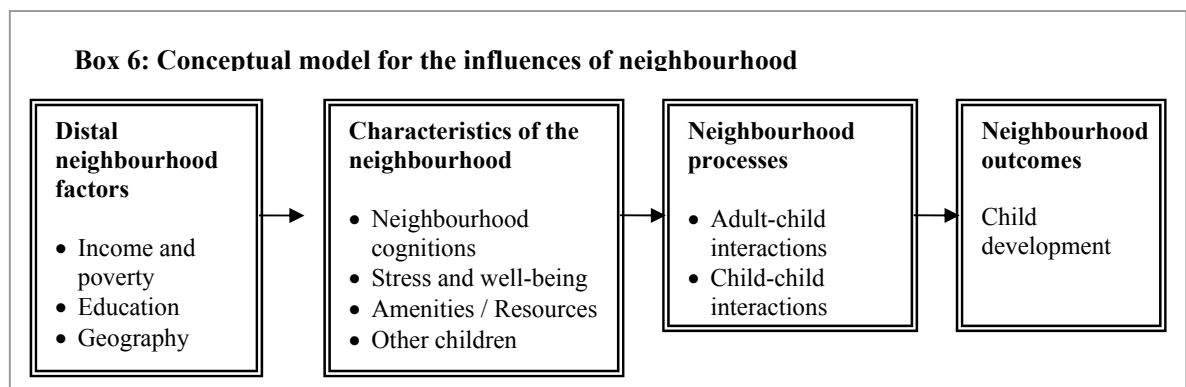 Box 6: Conceptual model for the influences of neighbourhood
Distal
neighbourhood
factors
• Income and
poverty
• Education
• Geography
Characteristics of the
neighbourhood
• Neighbourhood
cognitions
• Stress and well-being
• Amenities / Resources
• Other children
Neighbourhood
processes
• Adult-child
interactions
• Child-child
interactions
Neighbourhood
outcomes
Child
development